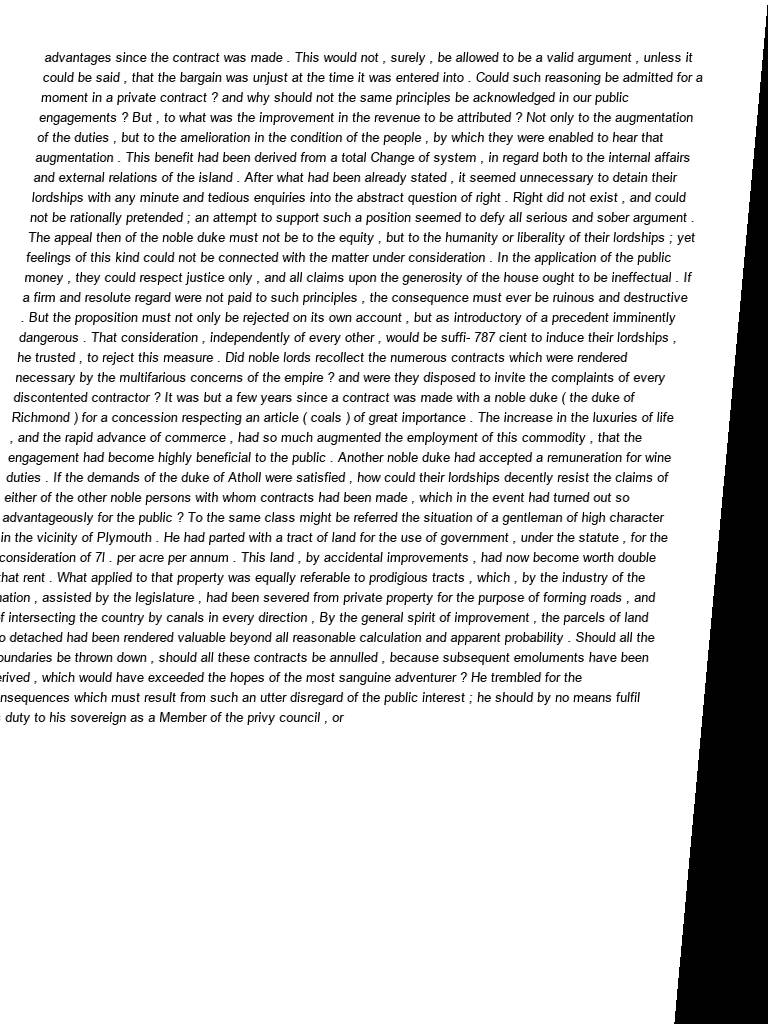 advantages since the contract was made . This would not , surely , be allowed to be a valid argument , unless it
could be said , that the bargain was unjust at the time it was entered into . Could such reasoning be admitted for a
moment in a private contract ? and why should not the same principles be acknowledged in our public
engagements ? But , to what was the improvement in the revenue to be attributed ? Not only to the augmentation
of the duties , but to the amelioration in the condition of the people , by which they were enabled to hear that
augmentation . This benefit had been derived from a total Change of system , in regard both to the internal affairs
and external relations of the island . After what had been already stated , it seemed unnecessary to detain their
lordships with any minute and tedious enquiries into the abstract question of right . Right did not exist , and could
not be rationally pretended ; an attempt to support such a position seemed to defy all serious and sober argument .
The appeal then of the noble duke must not be to the equity , but to the humanity or liberality of their lordships ; yet
feelings of this kind could not be connected with the matter under consideration . In the application of the public
money , they could respect justice only , and all claims upon the generosity of the house ought to be ineffectual . If
a firm and resolute regard were not paid to such principles , the consequence must ever be ruinous and destructive
. But the proposition must not only be rejected on its own account , but as introductory of a precedent imminently
dangerous . That consideration , independently of every other , would be suffi- 787 cient to induce their lordships ,
he trusted , to reject this measure . Did noble lords recollect the numerous contracts which were rendered
necessary by the multifarious concerns of the empire ? and were they disposed to invite the complaints of every
discontented contractor ? It was but a few years since a contract was made with a noble duke ( the duke of
Richmond ) for a concession respecting an article ( coals ) of great importance . The increase in the luxuries of life
, and the rapid advance of commerce , had so much augmented the employment of this commodity , that the
engagement had become highly beneficial to the public . Another noble duke had accepted a remuneration for wine
duties . If the demands of the duke of Atholl were satisfied , how could their lordships decently resist the claims of
either of the other noble persons with whom contracts had been made , which in the event had turned out so
advantageously for the public ? To the same class might be referred the situation of a gentleman of high character
in the vicinity of Plymouth . He had parted with a tract of land for the use of government , under the statute , for the
consideration of 7l . per acre per annum . This land , by accidental improvements , had now become worth double
that rent . What applied to that property was equally referable to prodigious tracts , which , by the industry of the
nation , assisted by the legislature , had been severed from private property for the purpose of forming roads , and
of intersecting the country by canals in every direction , By the general spirit of improvement , the parcels of land
detached had been rendered valuable beyond all reasonable calculation and apparent probability . Should all the
be thrown down , should all these contracts be annulled , because subsequent emoluments have been
, which would have exceeded the hopes of the most sanguine adventurer ? He trembled for the
which must result from such an utter disregard of the public interest ; he should by no means fulfil
duty to his sovereign as a Member of the privy council , or